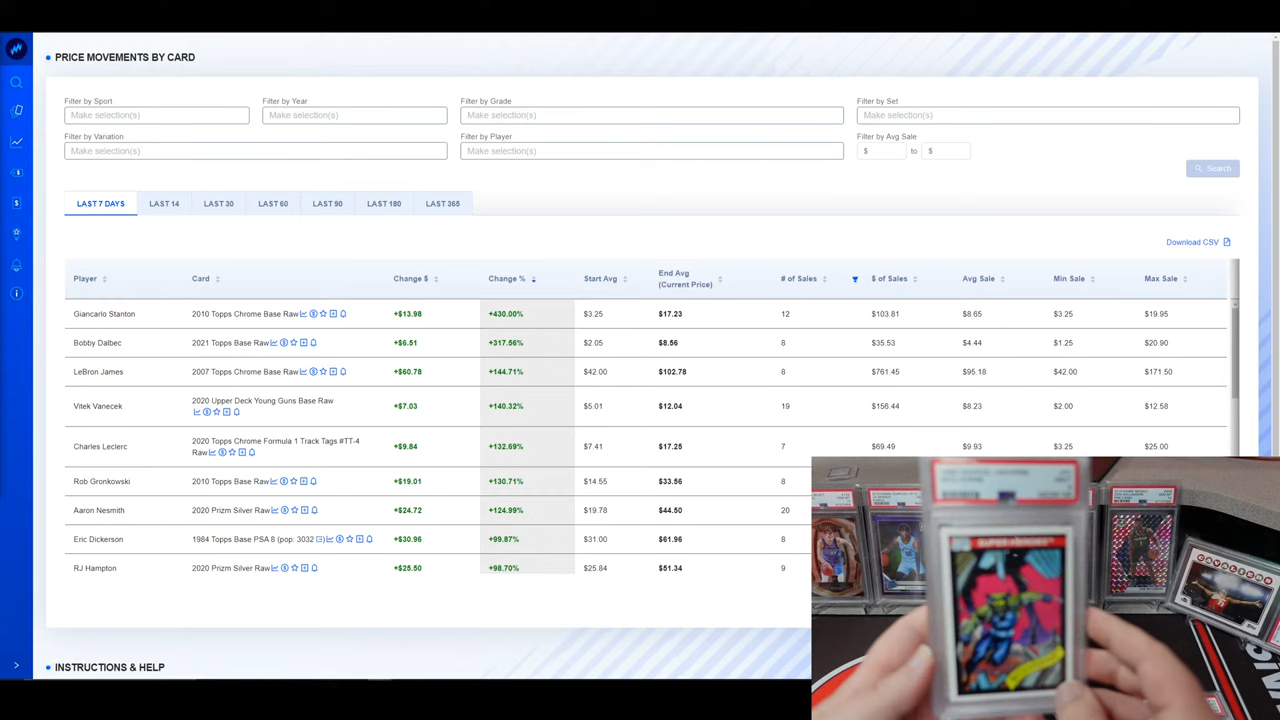 PRICE MOVEMENTS BY CARD
Filter by Sport Filter by Year Filter by Grade Filter by Set
Make selection(s) Make selection(s) Make selection(s) Make selection(s)
Filter by Variation Filter by Player Filter by Avg Sale
Make selection(s) Make selection(s) $ to $
Search
LAST 7 DAYS LAST 14 LAST 30 LAST 60 LAST 90 LAST 180 LAST 365
Download CSV
Player Card Change $ Change % Start Avg End Avg (Current Price) # of Sales $ of Sales Avg Sale Min Sale Max Sale
Giancarlo Stanton 2010 Topps Chrome Base Raw +$13.98 +430.00% $3.25 $17.23 12 $103.81 $8.65 $3.25 $19.95
Bobby Dalbec 2021 Topps Base Raw +$6.51 +317.56% $2.05 $8.56 8 $35.53 $4.44 $1.25 $20.90
LeBron James 2007 Topps Chrome Base Raw +$60.78 +144.71% $42.00 $102.78 8 $761.45 $95.18 $42.00 $171.50
Vitek Vanecek 2020 Upper Deck Young Guns Base Raw +$7.03 +140.32% $5.01 $12.04 19 $156.44 $8.23 $2.00 $12.58
Charles Leclerc 2020 Topps Chrome Formula 1 Track Tags #TT-4 Raw +$9.84 +132.69% $7.41 $17.25 7 $69.49 $9.93 $3.25 $25.00
Rob Gronkowski 2010 Topps Base Raw +$19.01 +130.71% $14.55 $33.56 8
Aaron Nesmith 2020 Prizm Silver Raw +$24.72 +124.99% $19.78 $44.50 20
Eric Dickerson 1984 Topps Base PSA 8 (pop: 3032) +$30.96 +99.87% $31.00 $61.96 8
RJ Hampton 2020 Prizm Silver Raw +$25.50 +98.70% $25.84 $51.34 9
INSTRUCTIONS & HELP
SUPER HEROES
CAVALIERS